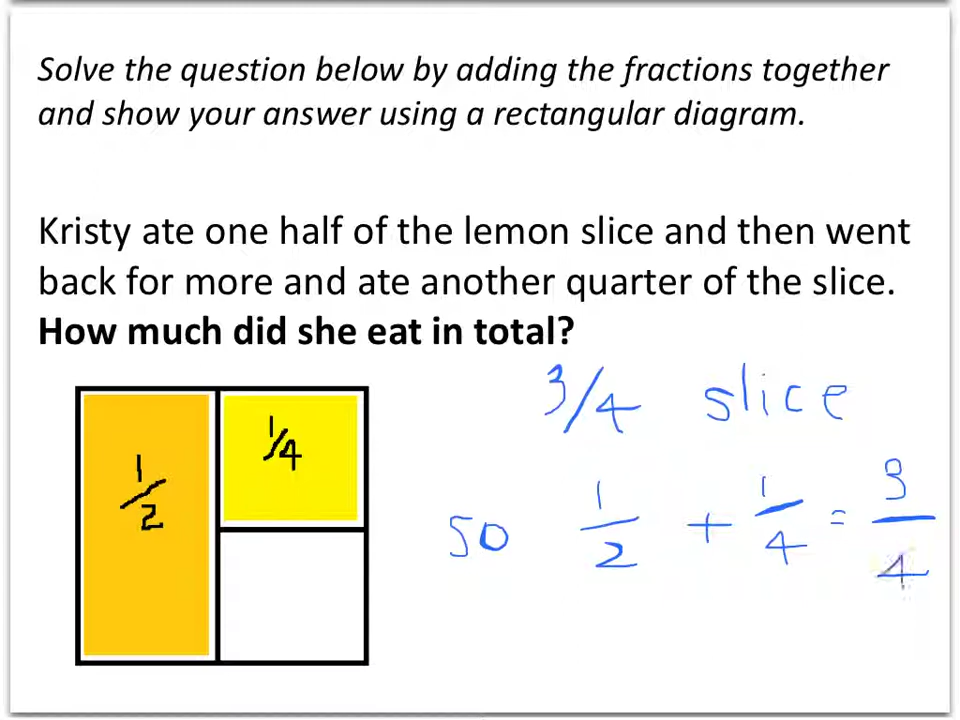 Solve the question below by adding the fractions together
and show your answer using a rectangular diagram.
Kristy ate one half of the lemon slice and then went
back for more and ate another quarter of the slice.
How much did she eat in total?
1/2
1/4
3/4 slice
so 1/2 + 1/4 = 3/4